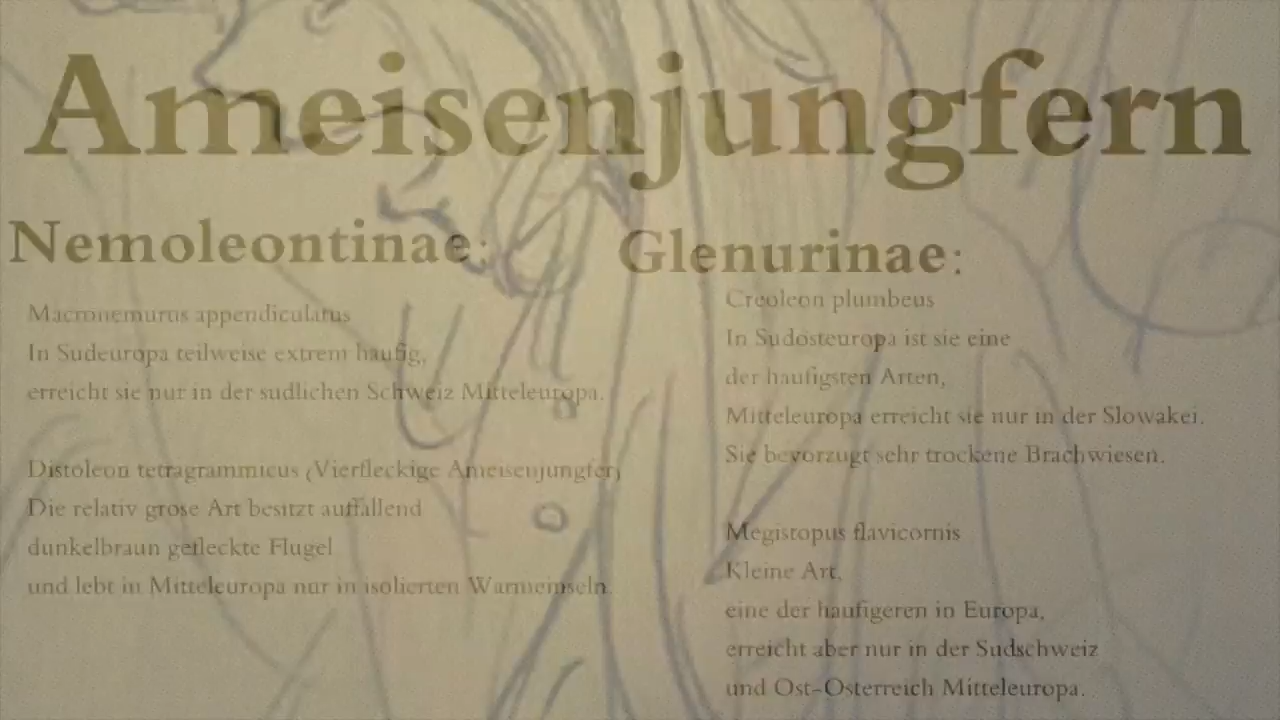 Ameisenjungfern
Nemoleontinae:
Macronemurus appendiculatus
In Sudeuropa teilweise extrem haufig,
erreicht sie nur in der sudlichen Schweiz Mitteleuropa.
Distoleon tetragrammicus (Vierfleckige Ameisenjungfer)
Die relativ grose Art besitzt auffallend
dunkelbraun gefleckte Flugel
und lebt in Mitteleuropa nur in isolierten Warmeinseln.
Glenurinae:
Creoleon plumbeus
In Sudosteuropa ist sie eine
der haufigsten Arten,
Mitteleuropa erreicht sie nur in der Slowakei.
Sie bevorzugt sehr trockene Brachwiesen.
Megistopus flavicornis
Kleine Art,
eine der haufigeren in Europa,
erreicht aber nur in der Sudschweiz
und Ost-Osterreich Mitteleuropa.